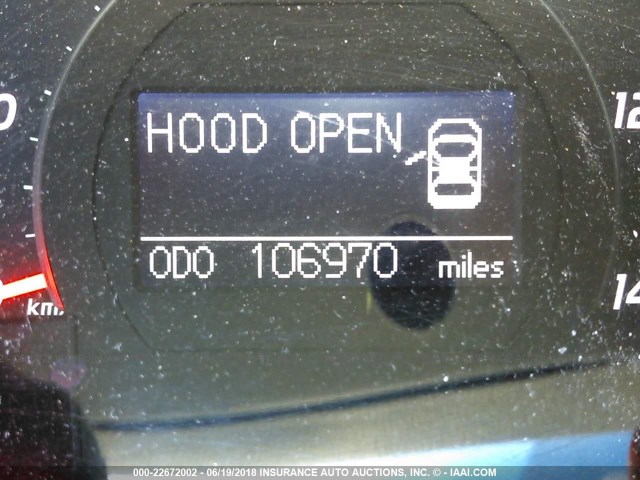 HOOD OPEN
ODO 106970 miles
0
km/
12
14
000-22672002 - 06/19/2018 INSURANCE AUTO AUCTIONS, INC. (C) - IAAI.COM